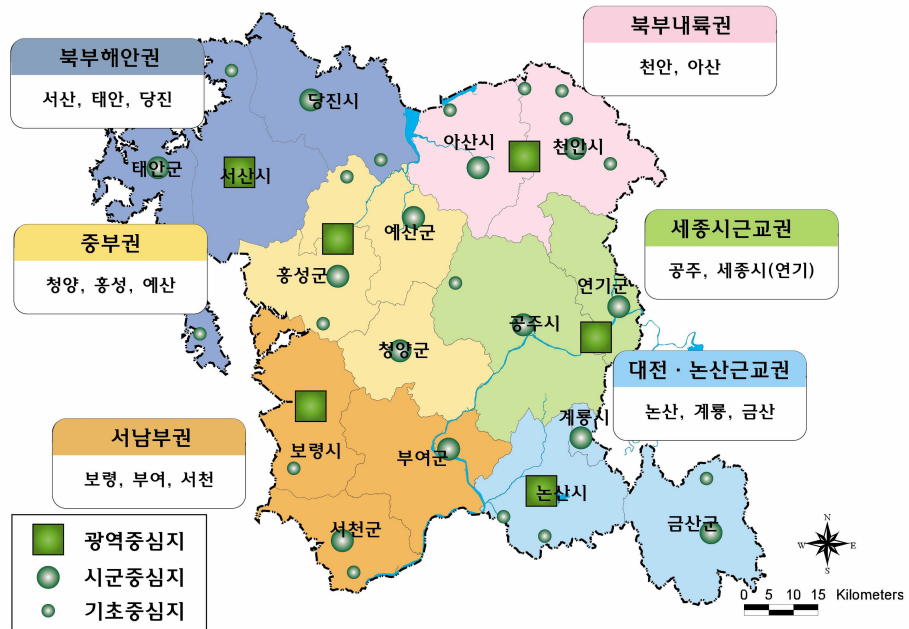 북부내륙권
천안, 아산
북부해안권
서산, 태안, 당진
당진시
아산시
천안시
태안군
서산시
중부권
청양, 홍성, 예산
예산군
홍성군
세종시근교권
공주, 세종시(연기)
연기군
공주시
청양군
대전 · 논산근교권
논산, 계룡, 금산
계룡시
서남부권
보령, 부여, 서천
보령시
부여군
논산시
서천군
금산군
광역중심지
시군중심지
기초중심지
N
W
E
S
0 5 10 15 Kilometers